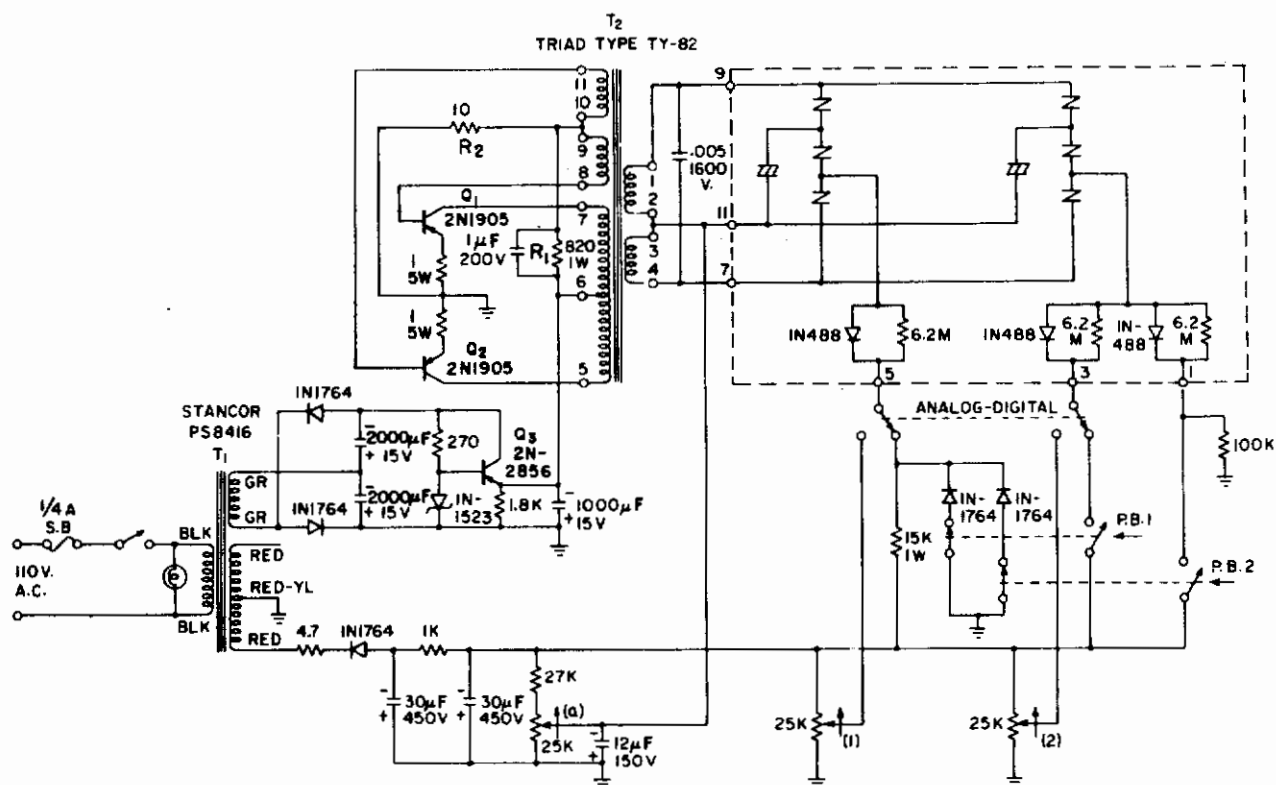 T2
TRIAD TYPE TY-82
11
10
9
8
7
6
5
10
R2
Q1
2N1905
1μF
200V
R1
820
1W
1
5W
1
5W
Q2
2N1905
1
2
3
4
.005
1600
V.
9
11
7
IN488
6.2M
IN488
6.2
M
IN-
488
6.2
M
5
3
1
ANALOG-DIGITAL
100K
STANCOR
PS8416
T1
IN1764
2000μF
15V
270
Q3
2N-
2856
GR
GR
IN1764
2000μF
15V
IN-
1523
1.8K
1000μF
15V
1/4 A
S.B
BLK
110V.
A.C.
BLK
RED
RED-YL
RED
4.7
IN1764
1K
30μF
450V
30μF
450V
27K
(a)
25K
12μF
150V
15K
1W
IN-
1764
IN-
1764
P.B.1
P.B.2
25K
(1)
25K
(2)